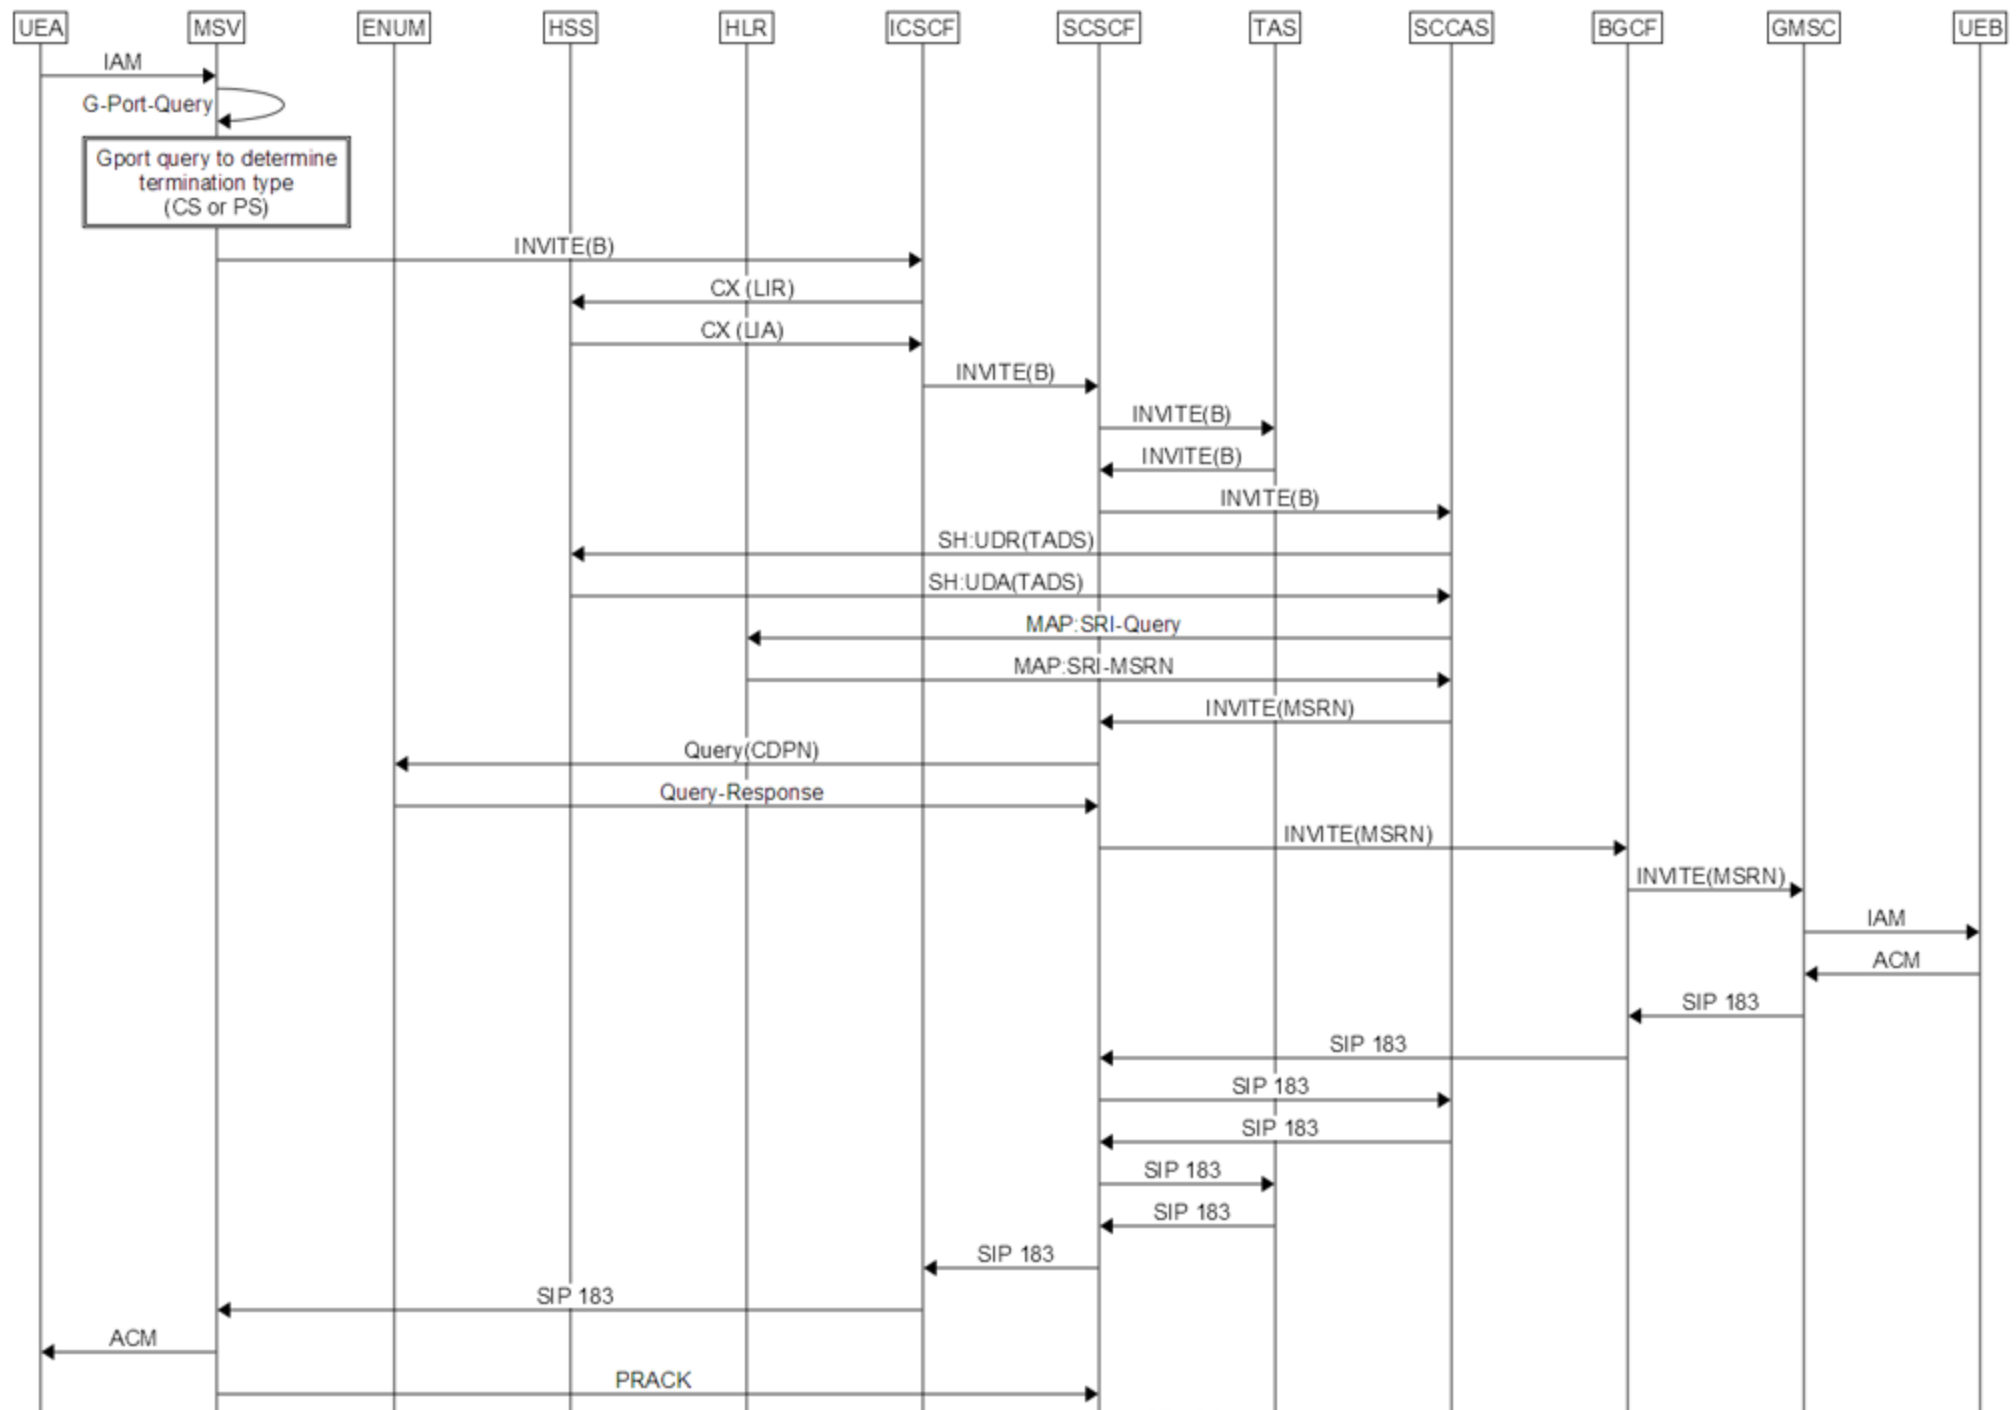 UEA MSV ENUM HSS HLR ICSCF SCSCF TAS SCCAS BGCF GMSC UEB
IAM
G-Port-Query
Gport query to determine
termination type
(CS or PS)
INVITE(B)
CX (LIR)
CX (LIA)
INVITE(B)
INVITE(B)
INVITE(B)
INVITE(B)
SH:UDR(TADS)
SH:UDA(TADS)
MAP:SRI-Query
MAP:SRI-MSRN
INVITE(MSRN)
Query(CDPN)
Query-Response
INVITE(MSRN)
INVITE(MSRN)
IAM
ACM
SIP 183
SIP 183
SIP 183
SIP 183
SIP 183
SIP 183
SIP 183
SIP 183
ACM
PRACK